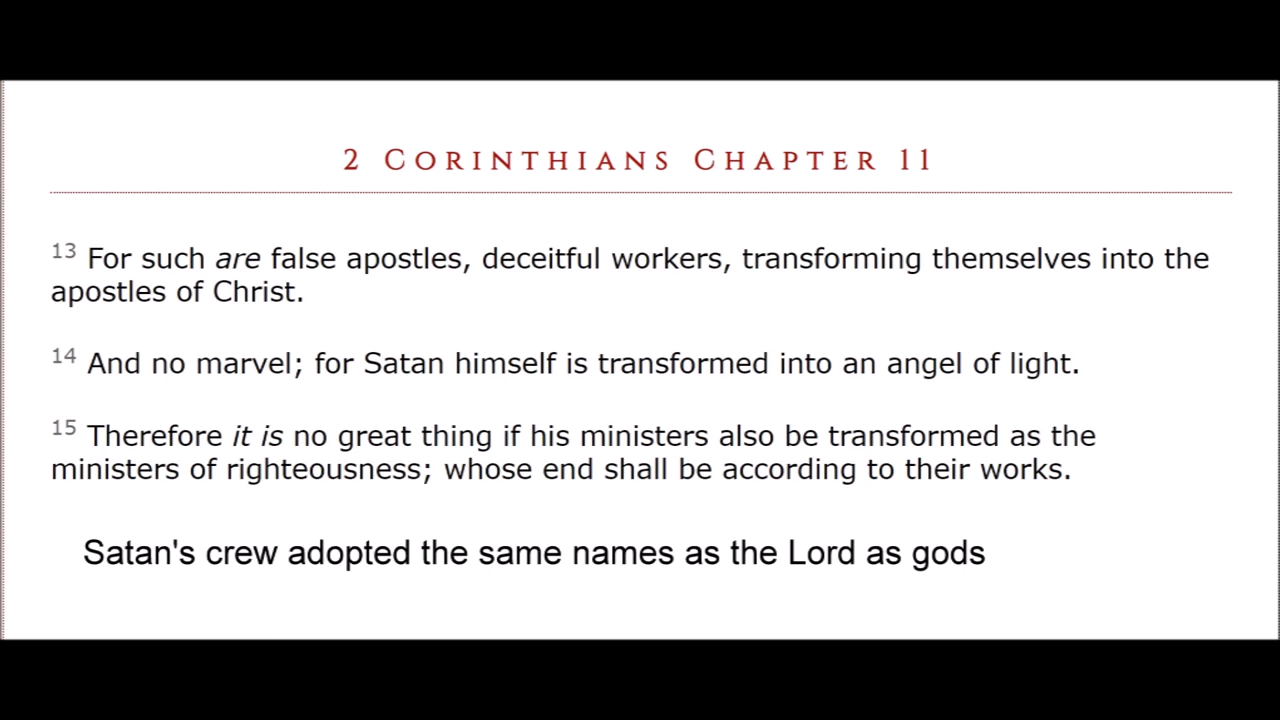 2 Corinthians Chapter 11
13 For such are false apostles, deceitful workers, transforming themselves into the
apostles of Christ.
14 And no marvel; for Satan himself is transformed into an angel of light.
15 Therefore it is no great thing if his ministers also be transformed as the
ministers of righteousness; whose end shall be according to their works.
Satan's crew adopted the same names as the Lord as gods